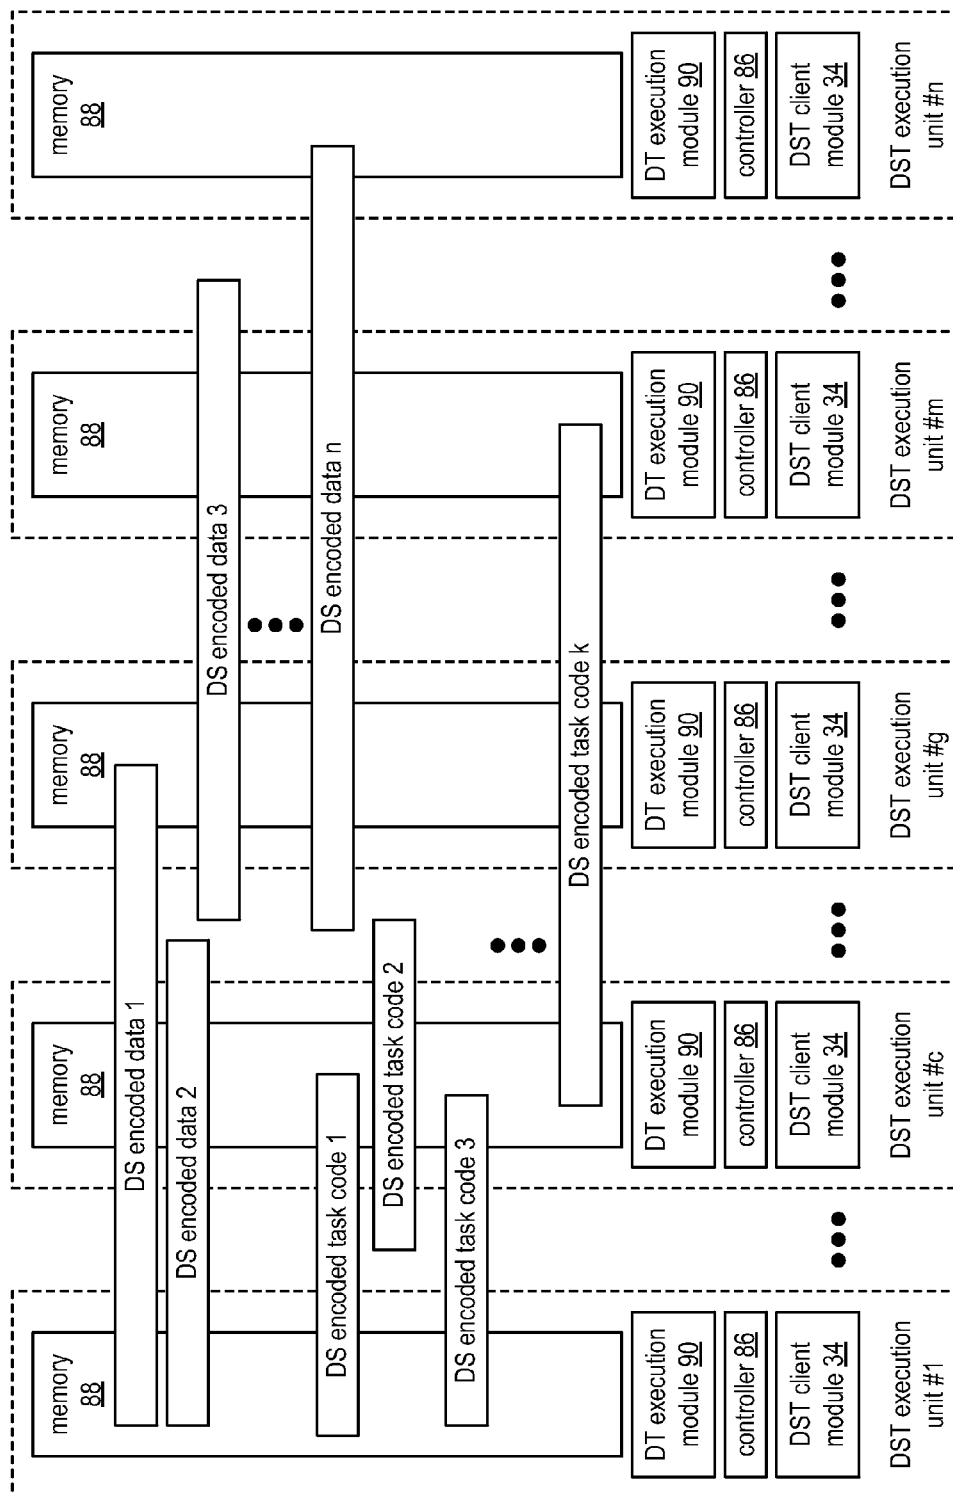 memory
88
memory
88
memory
88
memory
88
memory
88
DS encoded data 1
DS encoded data 2
DS encoded data 3
DS encoded data n
DS encoded task code 1
DS encoded task code 2
DS encoded task code 3
DS encoded task code k
DT execution
module 90
controller 86
DST client
module 34
DST execution
unit #1
DT execution
module 90
controller 86
DST client
module 34
DST execution
unit #c
DT execution
module 90
controller 86
DST client
module 34
DST execution
unit #g
DT execution
module 90
controller 86
DST client
module 34
DST execution
unit #m
DT execution
module 90
controller 86
DST client
module 34
DST execution
unit #n